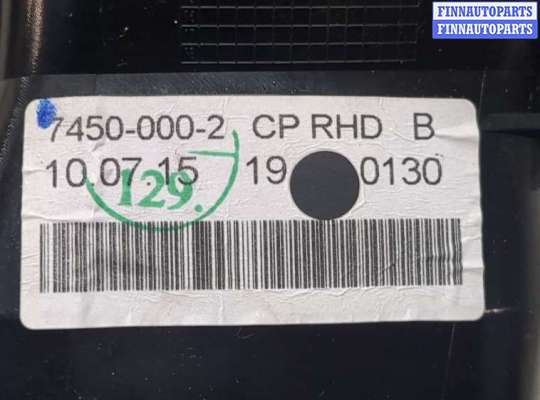 FINNAUTOPARTS
FINNAUTOPARTS
7450-000-2 CP RHD B
10.07.15 19 0130
129.